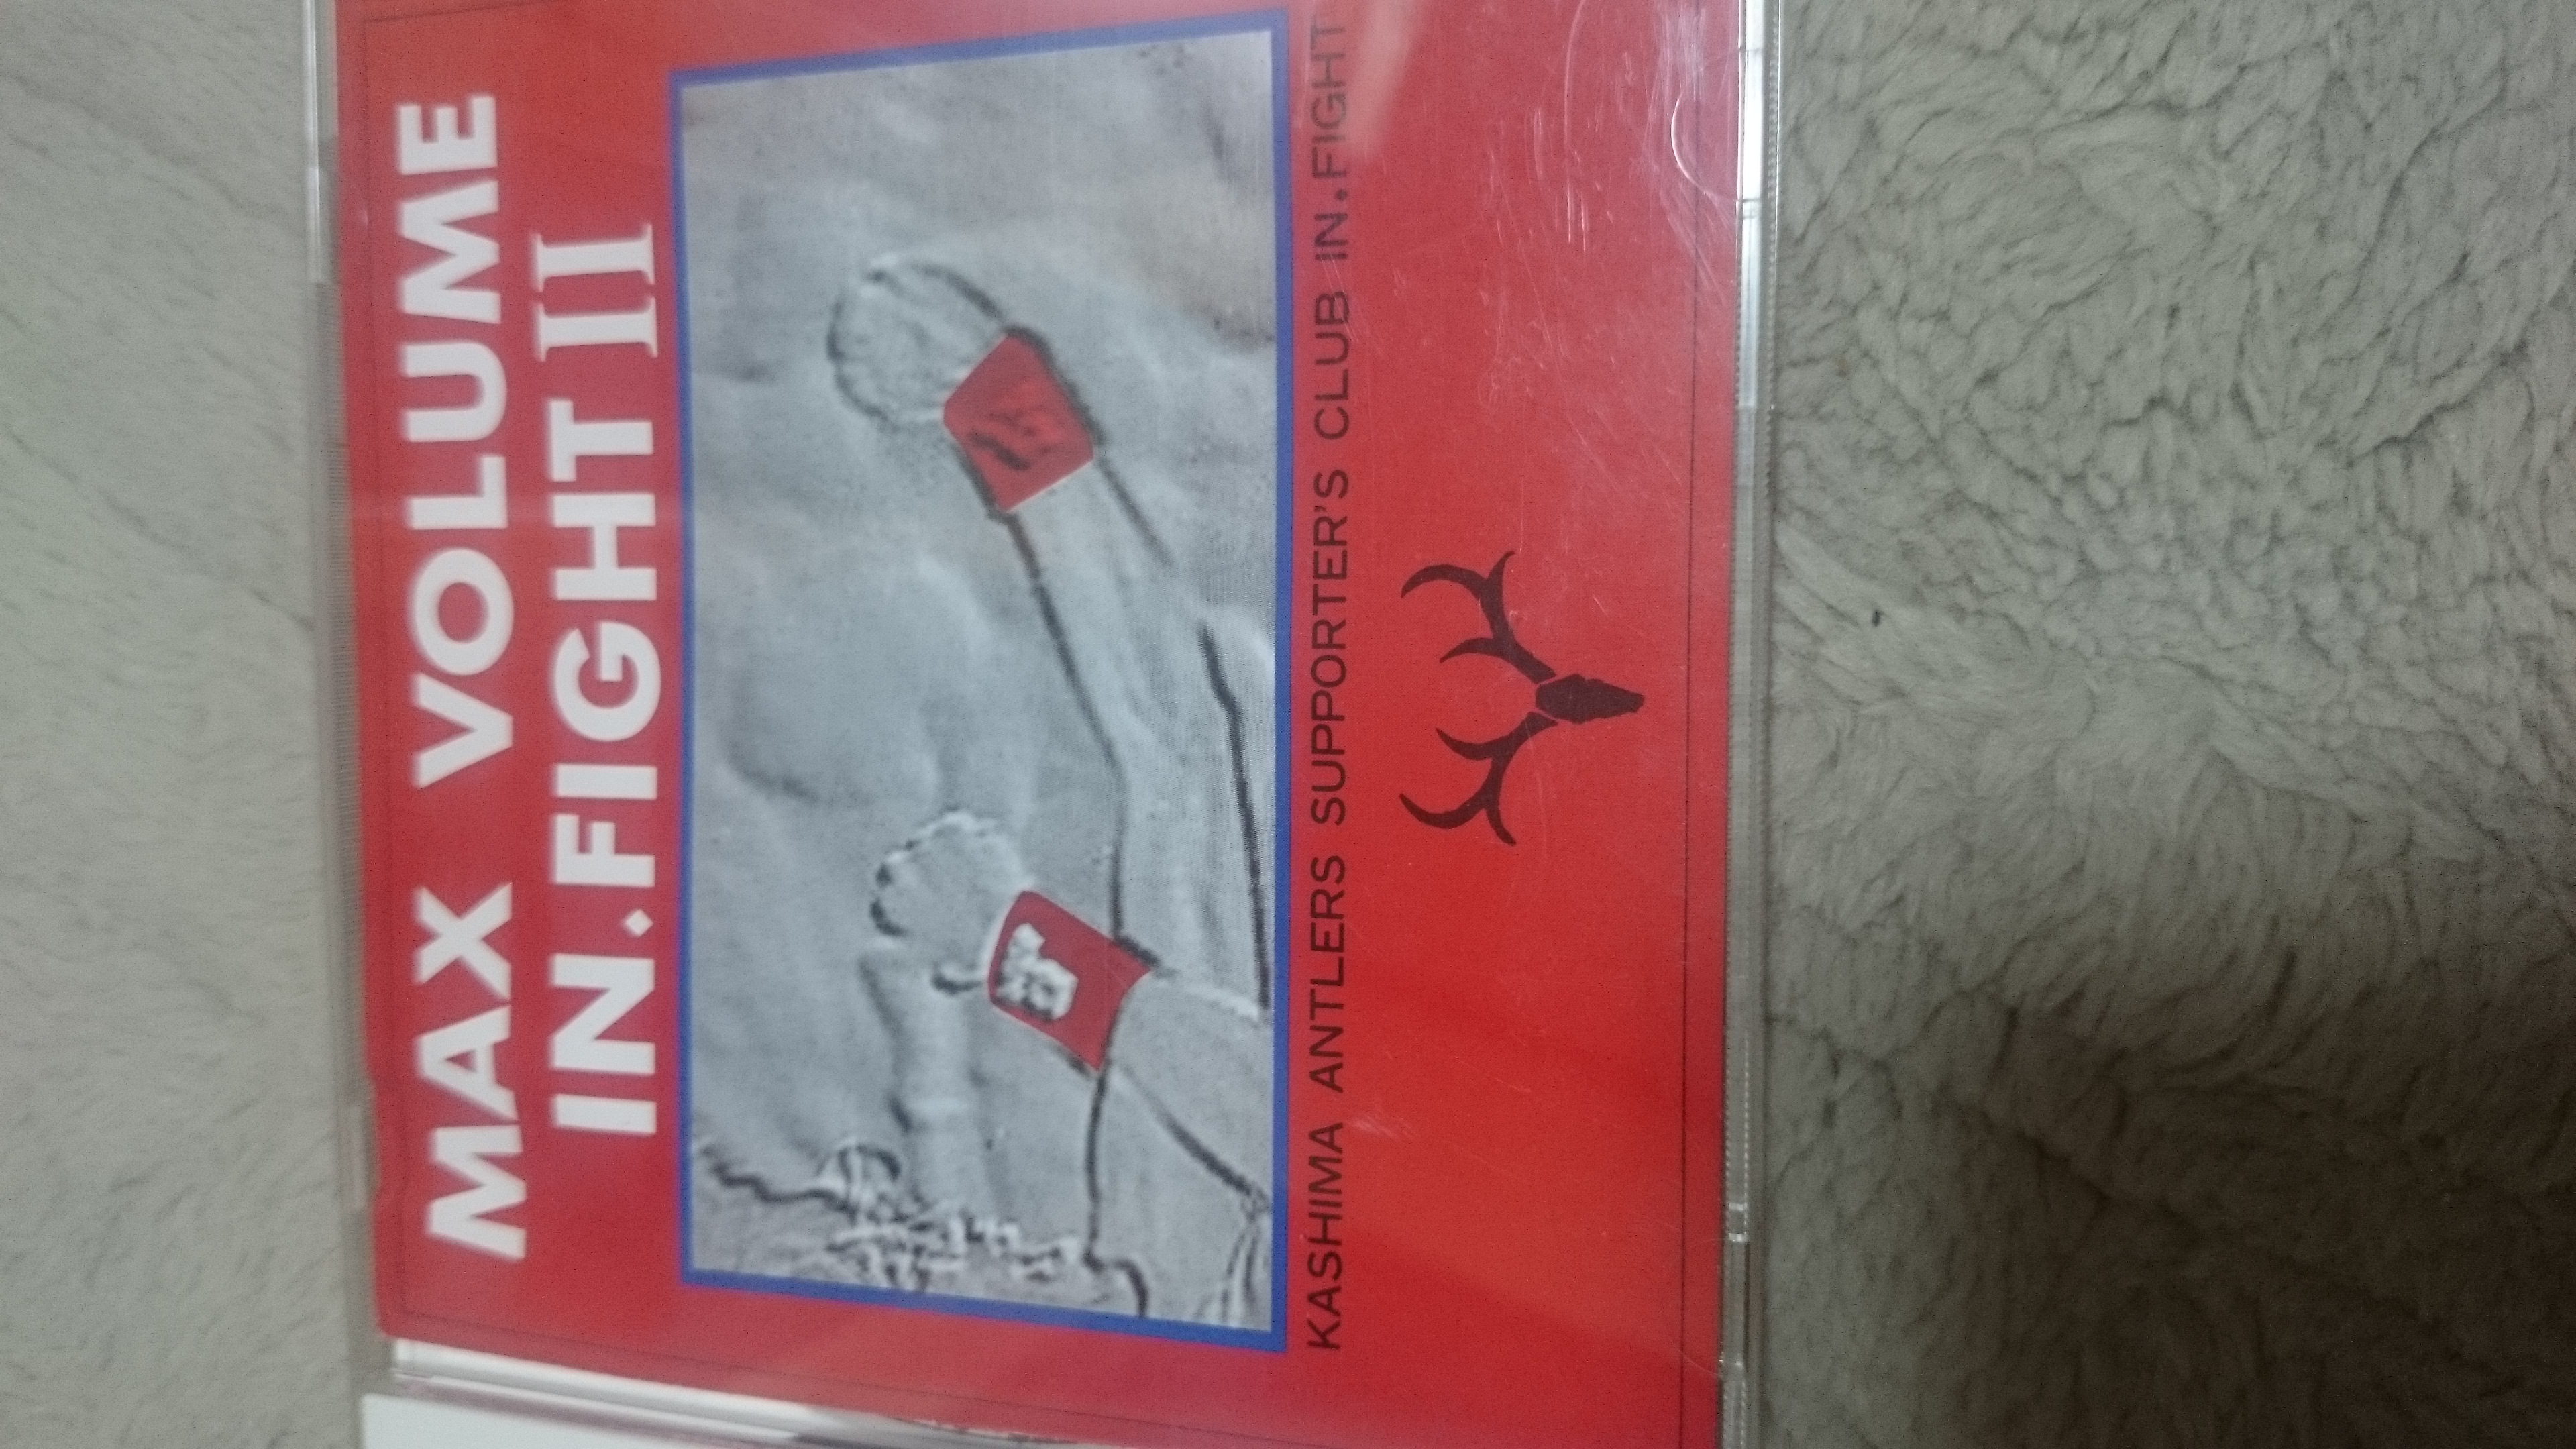 MAX VOLUME
IN.FIGHT II
KASHIMA ANTLERS SUPPORTER'S CLUB IN.FIGHT